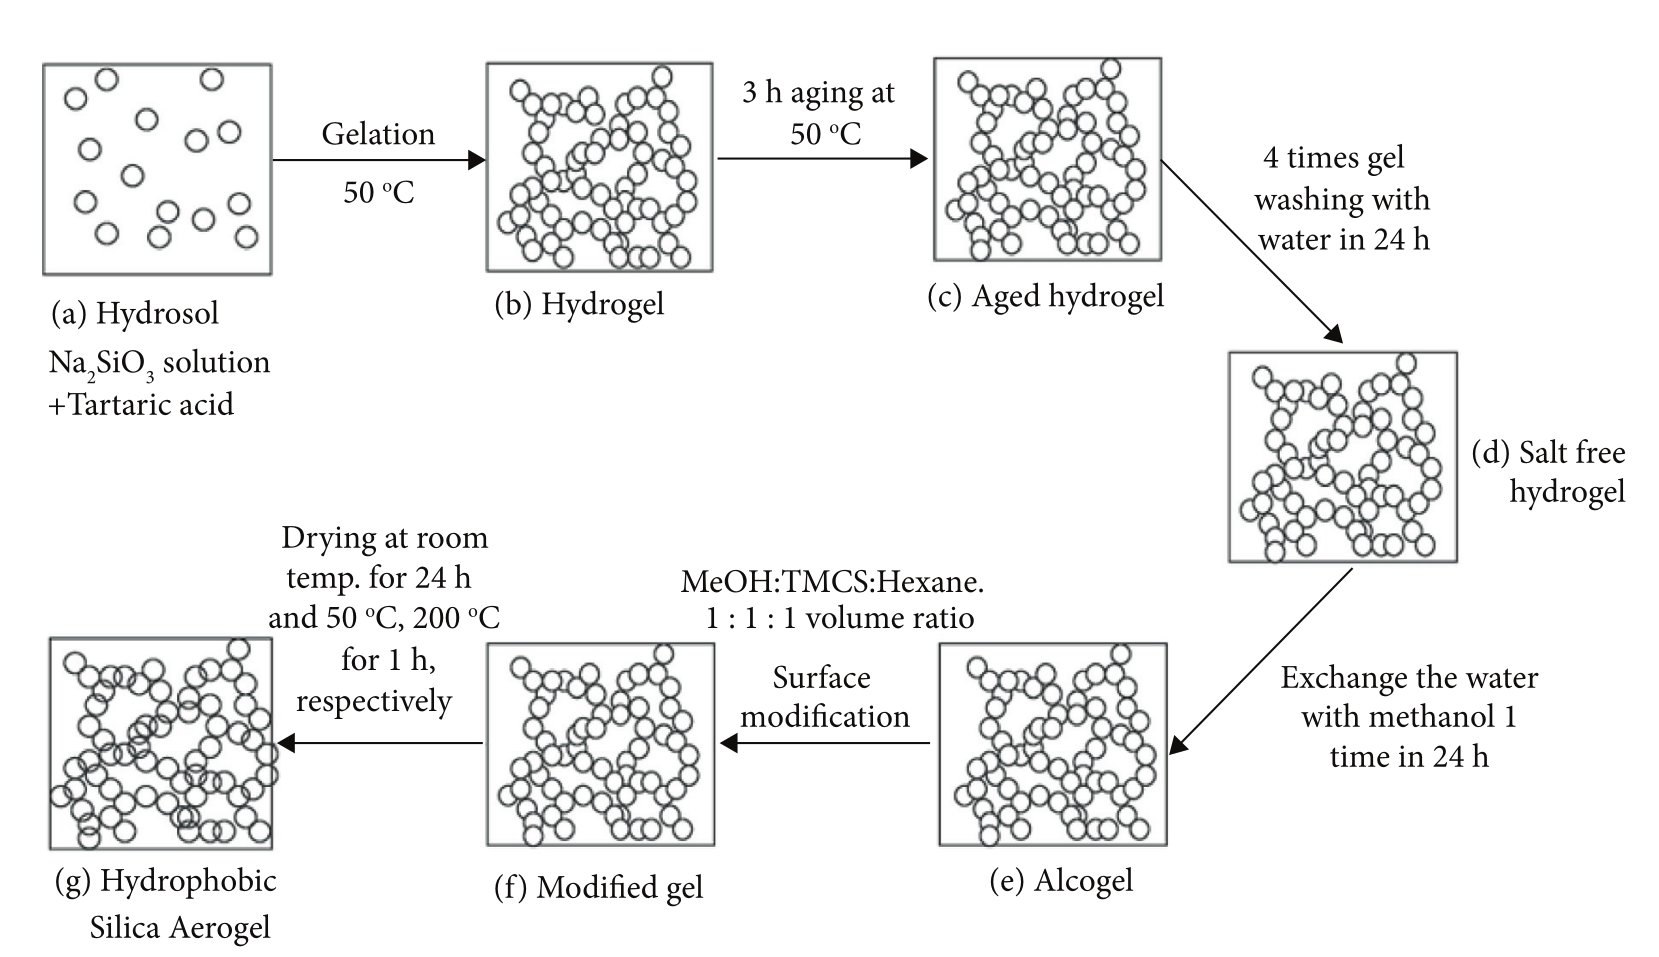 (a) Hydrosol
Na₂SiO₃ solution
+Tartaric acid
Gelation
50 °C
(b) Hydrogel
3 h aging at
50 °C
(c) Aged hydrogel
4 times gel
washing with
water in 24 h
(d) Salt free
hydrogel
Exchange the water
with methanol 1
time in 24 h
(e) Alcogel
MeOH:TMCS:Hexane.
1 : 1 : 1 volume ratio
Surface
modification
(f) Modified gel
Drying at room
temp. for 24 h
and 50 °C, 200 °C
for 1 h,
respectively
(g) Hydrophobic
Silica Aerogel